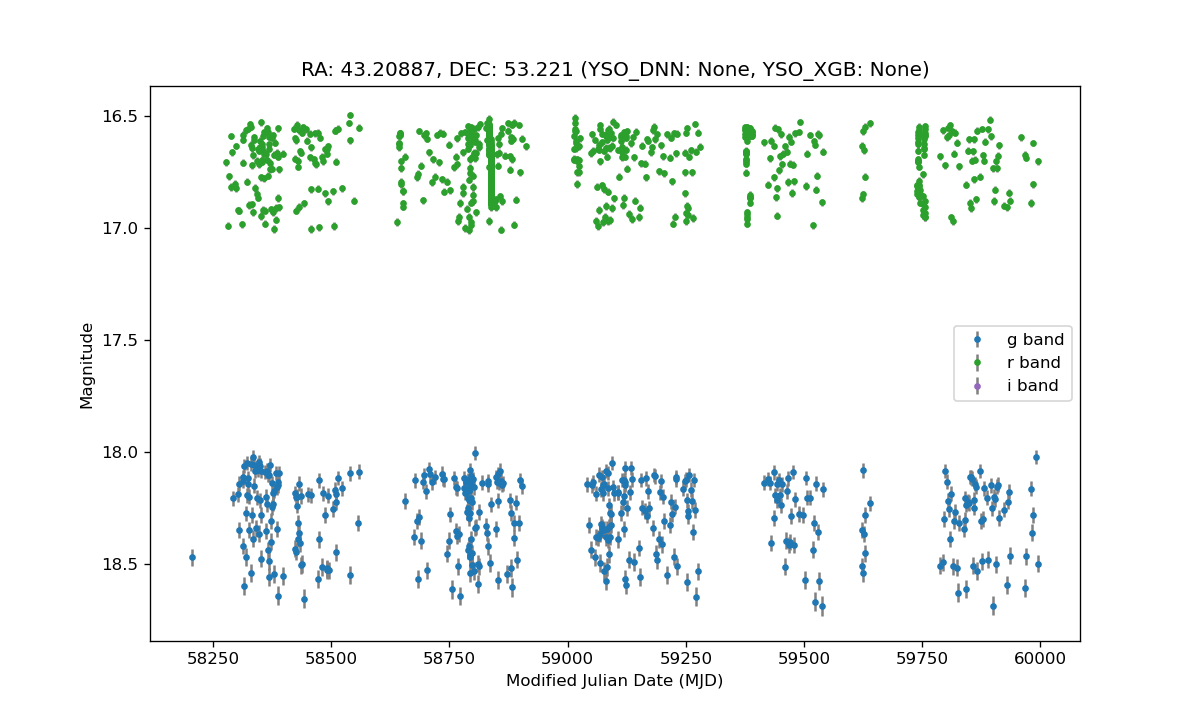 RA: 43.20887, DEC: 53.221 (YSO_DNN: None, YSO_XGB: None)
16.5
17.0
17.5
18.0
18.5
Magnitude
g band
r band
i band
58250 58500 58750 59000 59250 59500 59750 60000
Modified Julian Date (MJD)